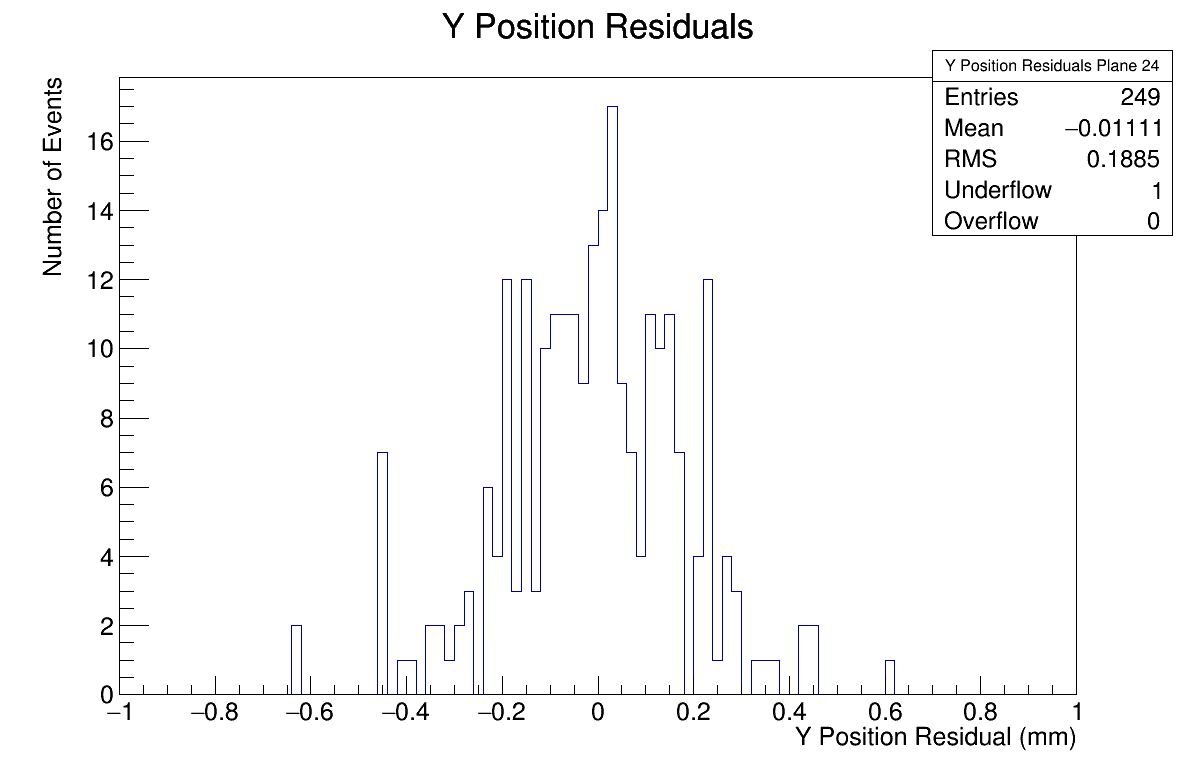 Y Position Residuals
Y Position Residuals Plane 24
Entries 249
Mean −0.01111
RMS 0.1885
Underflow 1
Overflow 0
Number of Events
16
14
12
10
8
6
4
2
0
−1 −0.8 −0.6 −0.4 −0.2 0 0.2 0.4 0.6 0.8 1
Y Position Residual (mm)